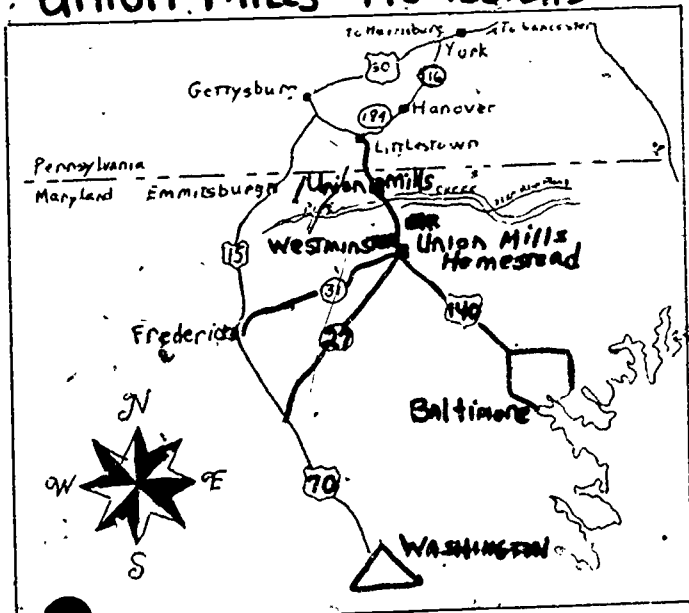 Union Mills Homestead
To Harrisburg
To Lancaster
York
30
116
Gettysburg
Hanover
194
Littlestown
Pennsylvania
Maryland
Emmitsburg
Union Mills
CREEK
Westminster
Union Mills
Homestead
15
31
Frederick
27
140
Baltimore
N
W
E
S
70
WASHINGTON